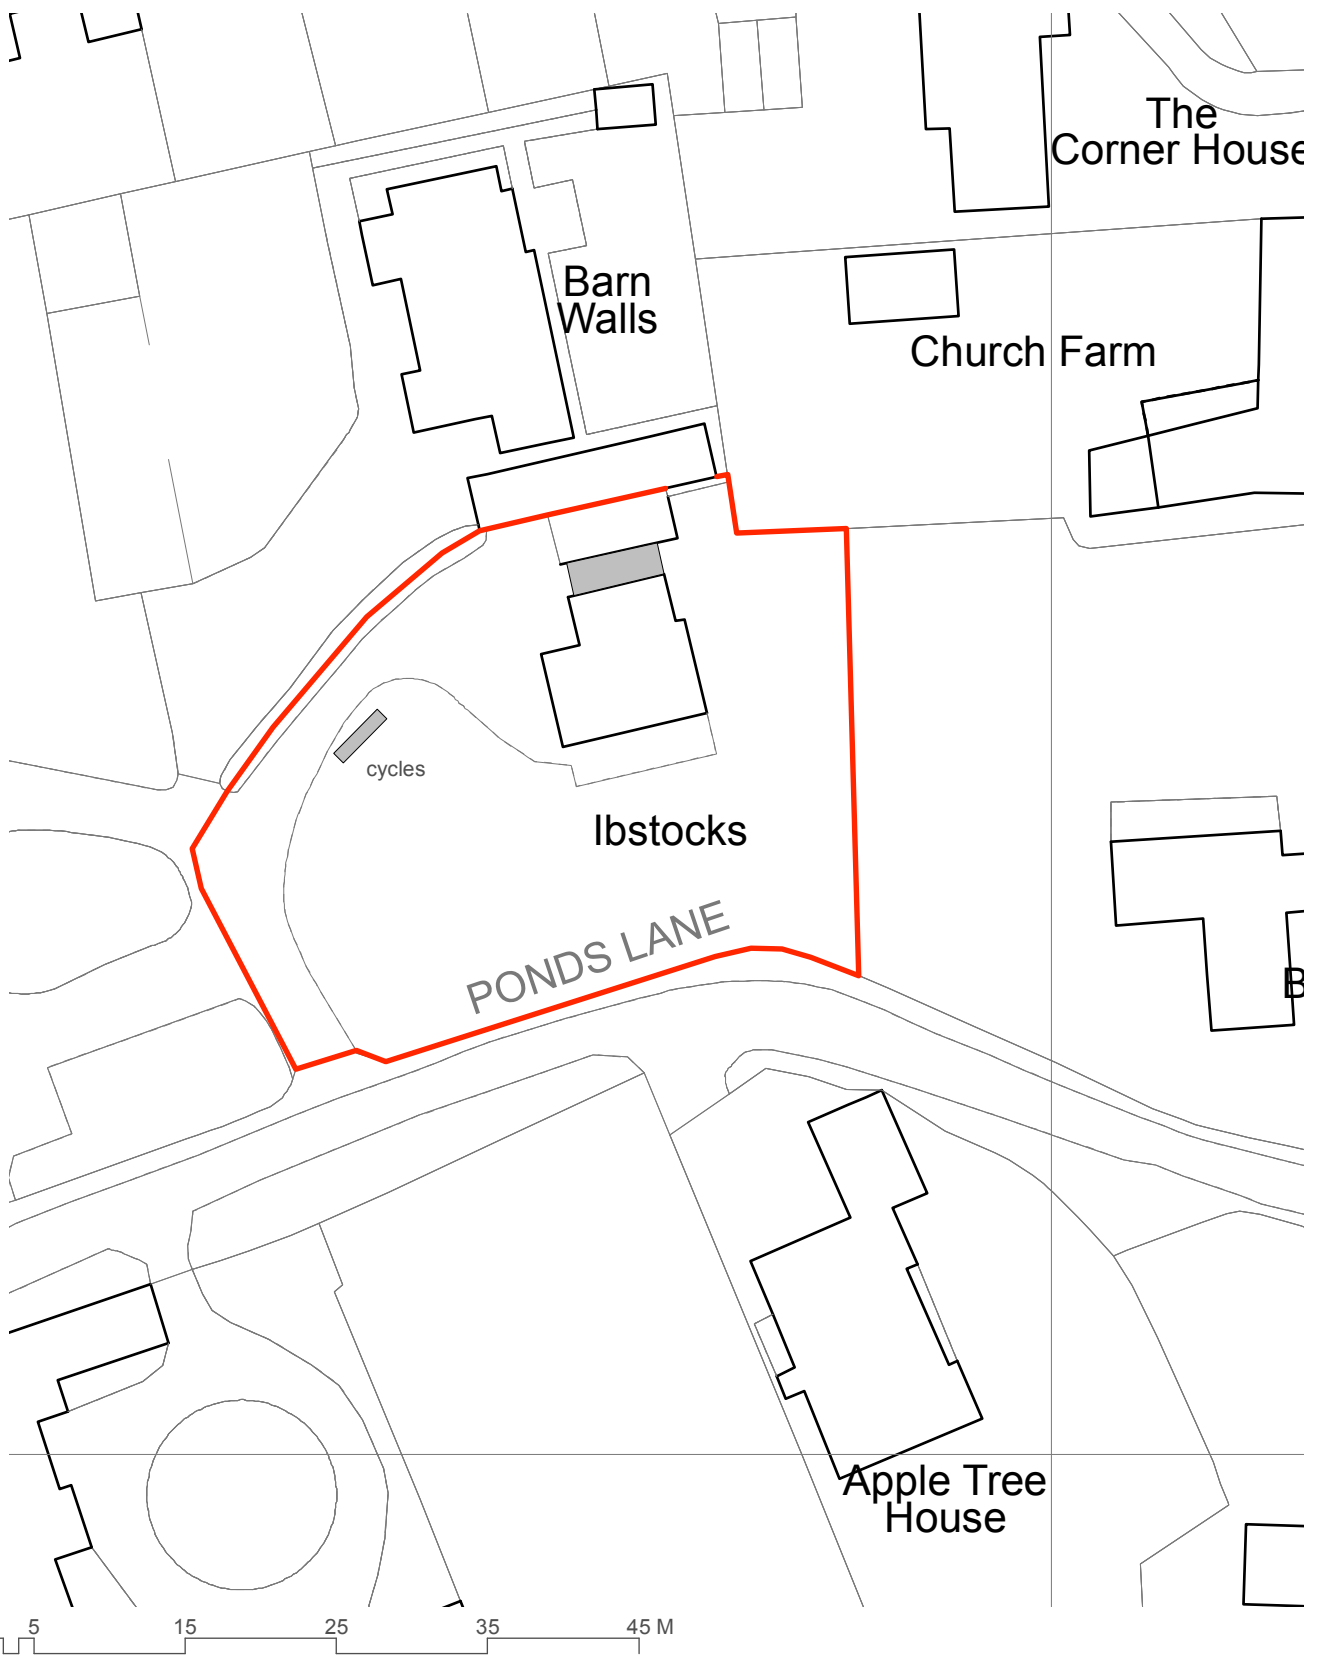 The
Corner House
Barn
Walls
Church Farm
cycles
Ibstocks
PONDS LANE
B
Apple Tree
House
5 15 25 35 45 M